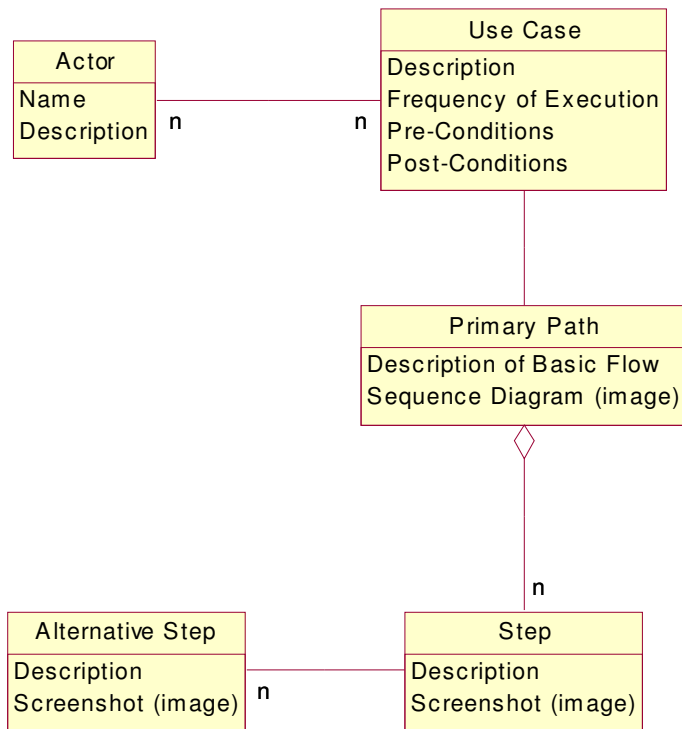 Actor
Name
Description
n
n
Use Case
Description
Frequency of Execution
Pre-Conditions
Post-Conditions
Primary Path
Description of Basic Flow
Sequence Diagram (image)
n
Alternative Step
Description
Screenshot (image)
n
Step
Description
Screenshot (image)